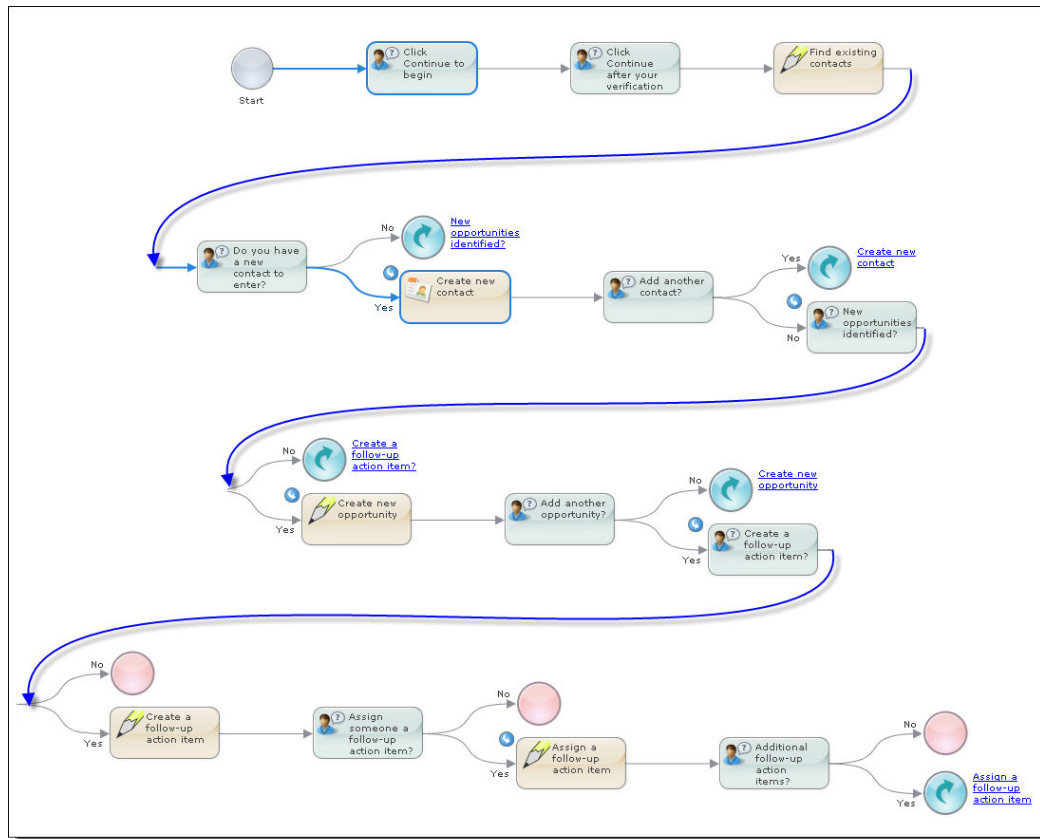 Click
Continue to
begin
Click
Continue
after your
verification
Find existing
contacts
Start
No
New
opportunities
identified?
Do you have
a new
contact to
enter?
Yes
Create new
contact
Add another
contact?
Yes
Create new
contact
No
New
opportunities
identified?
No
Create a
follow-up
action item?
Yes
Create new
opportunity
Add another
opportunity?
No
Create new
opportunity
Yes
Create a
follow-up
action item?
No
Yes
Create a
follow-up
action item
Assign
someone a
follow-up
action item?
No
Yes
Assign a
follow-up
action item
Additional
follow-up
action
items?
No
Yes
Assign a
follow-up
action item